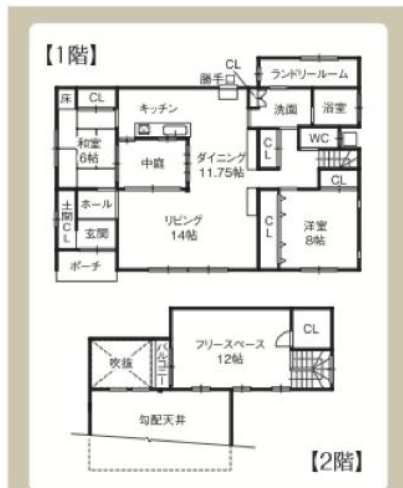 【1階】
ランドリールーム
CL
勝手口
床
CL
キッチン
洗面
浴室
和室
6帖
中庭
ダイニング
11.75帖
CL
WC
CL
土間CL
ホール
玄関
リビング
14帖
CL
洋室
8帖
ポーチ
フリースペース
12帖
CL
吹抜
バルコニー
勾配天井
【2階】